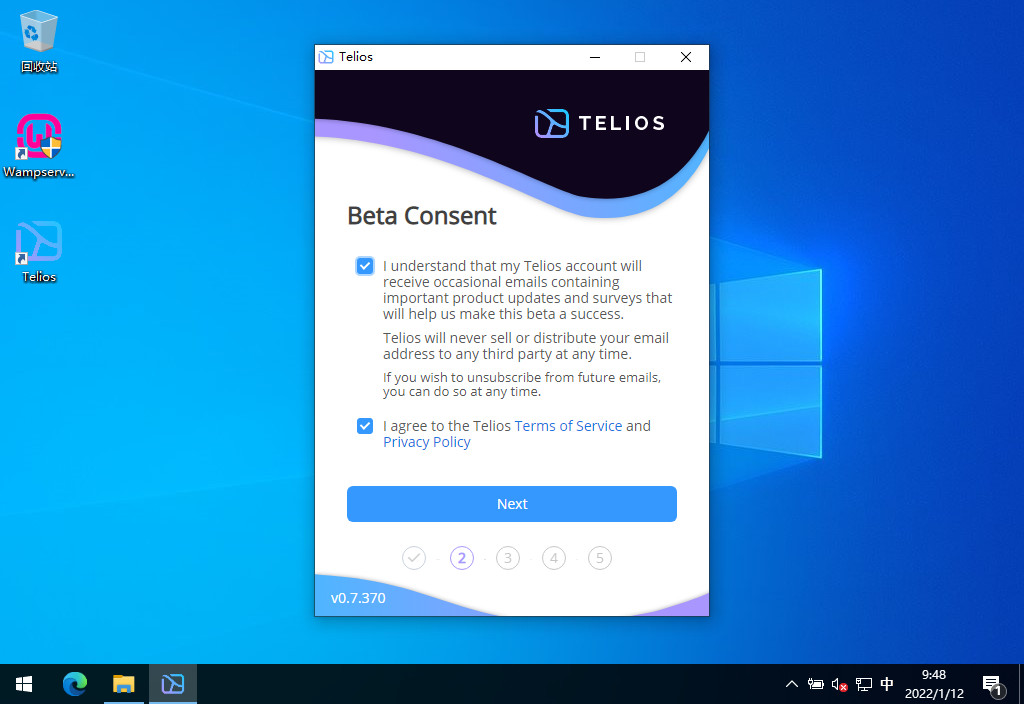 回收站
Wampserv...
Telios
Telios
TELIOS
Beta Consent
I understand that my Telios account will
receive occasional emails containing
important product updates and surveys that
will help us make this beta a success.
Telios will never sell or distribute your email
address to any third party at any time.
If you wish to unsubscribe from future emails,
you can do so at any time.
I agree to the Telios Terms of Service and
Privacy Policy
Next
2 3 4 5
v0.7.370
中
9:48
2022/1/12
1